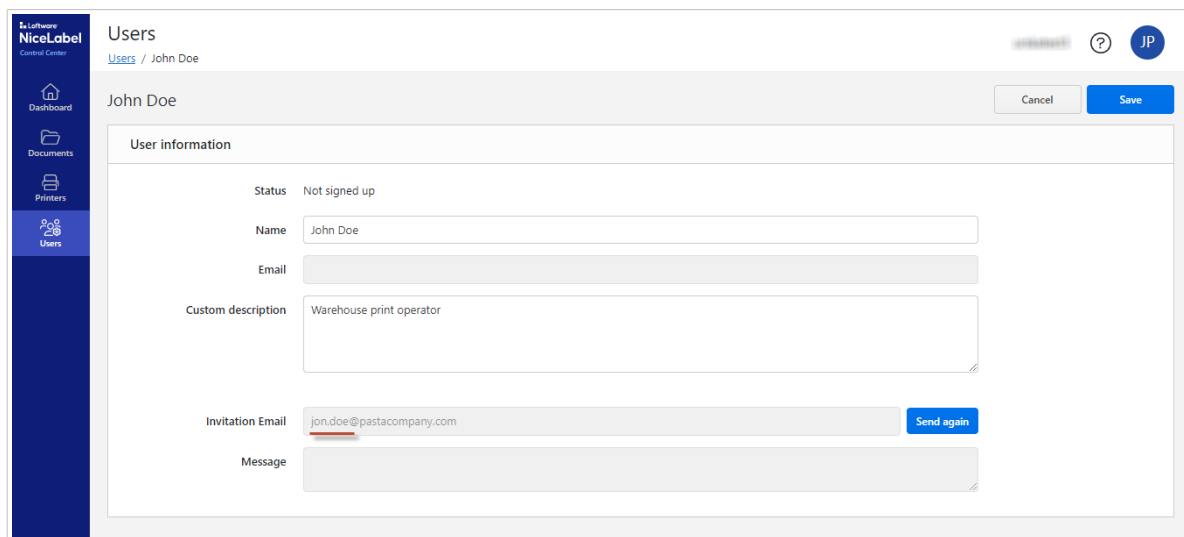 Loftware
NiceLabel
Control Center
Dashboard
Documents
Printers
Users
Users
Users / John Doe
?
JP
John Doe
Cancel
Save
User information
Status Not signed up
Name John Doe
Email
Custom description Warehouse print operator
Invitation Email jon.doe@pastacompany.com Send again
Message